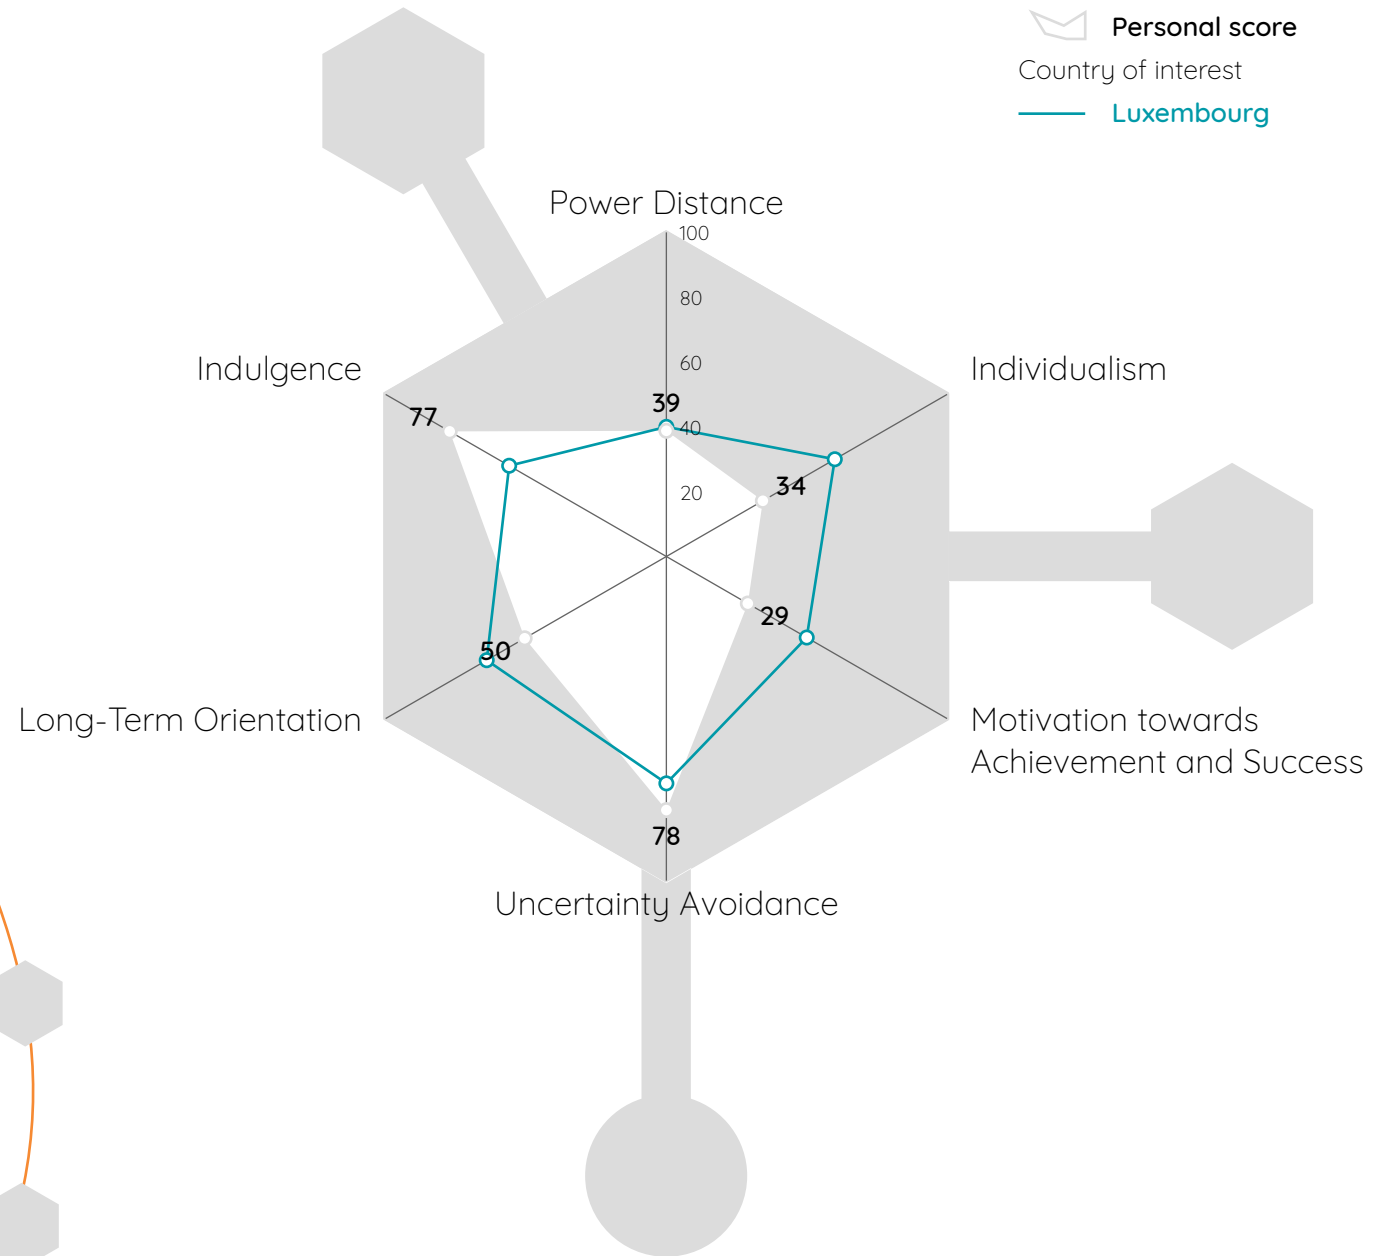 Personal score
Country of interest
Luxembourg
Power Distance
100
80
60
40
20
39
Indulgence
77
Individualism
34
29
50
Long-Term Orientation
Motivation towards
Achievement and Success
78
Uncertainty Avoidance